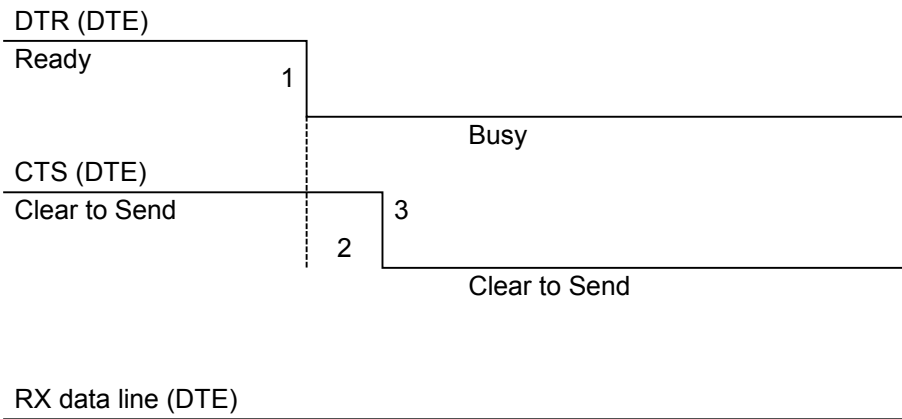 DTR (DTE)
Ready
1
Busy
CTS (DTE)
Clear to Send
3
2
Clear to Send
RX data line (DTE)